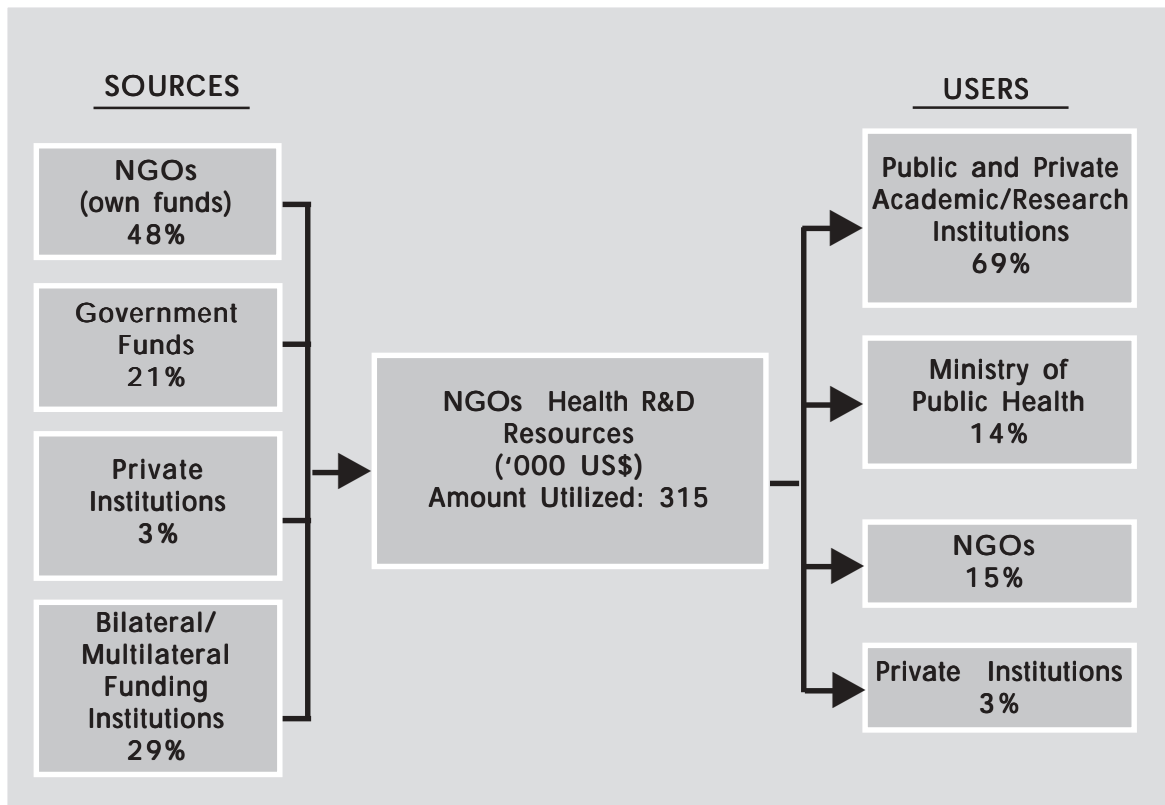 SOURCES
NGOs
(own funds)
48%
Government
Funds
21%
Private
Institutions
3%
Bilateral/
Multilateral
Funding
Institutions
29%
NGOs Health R&D
Resources
('000 US$)
Amount Utilized: 315
USERS
Public and Private
Academic/Research
Institutions
69%
Ministry of
Public Health
14%
NGOs
15%
Private Institutions
3%